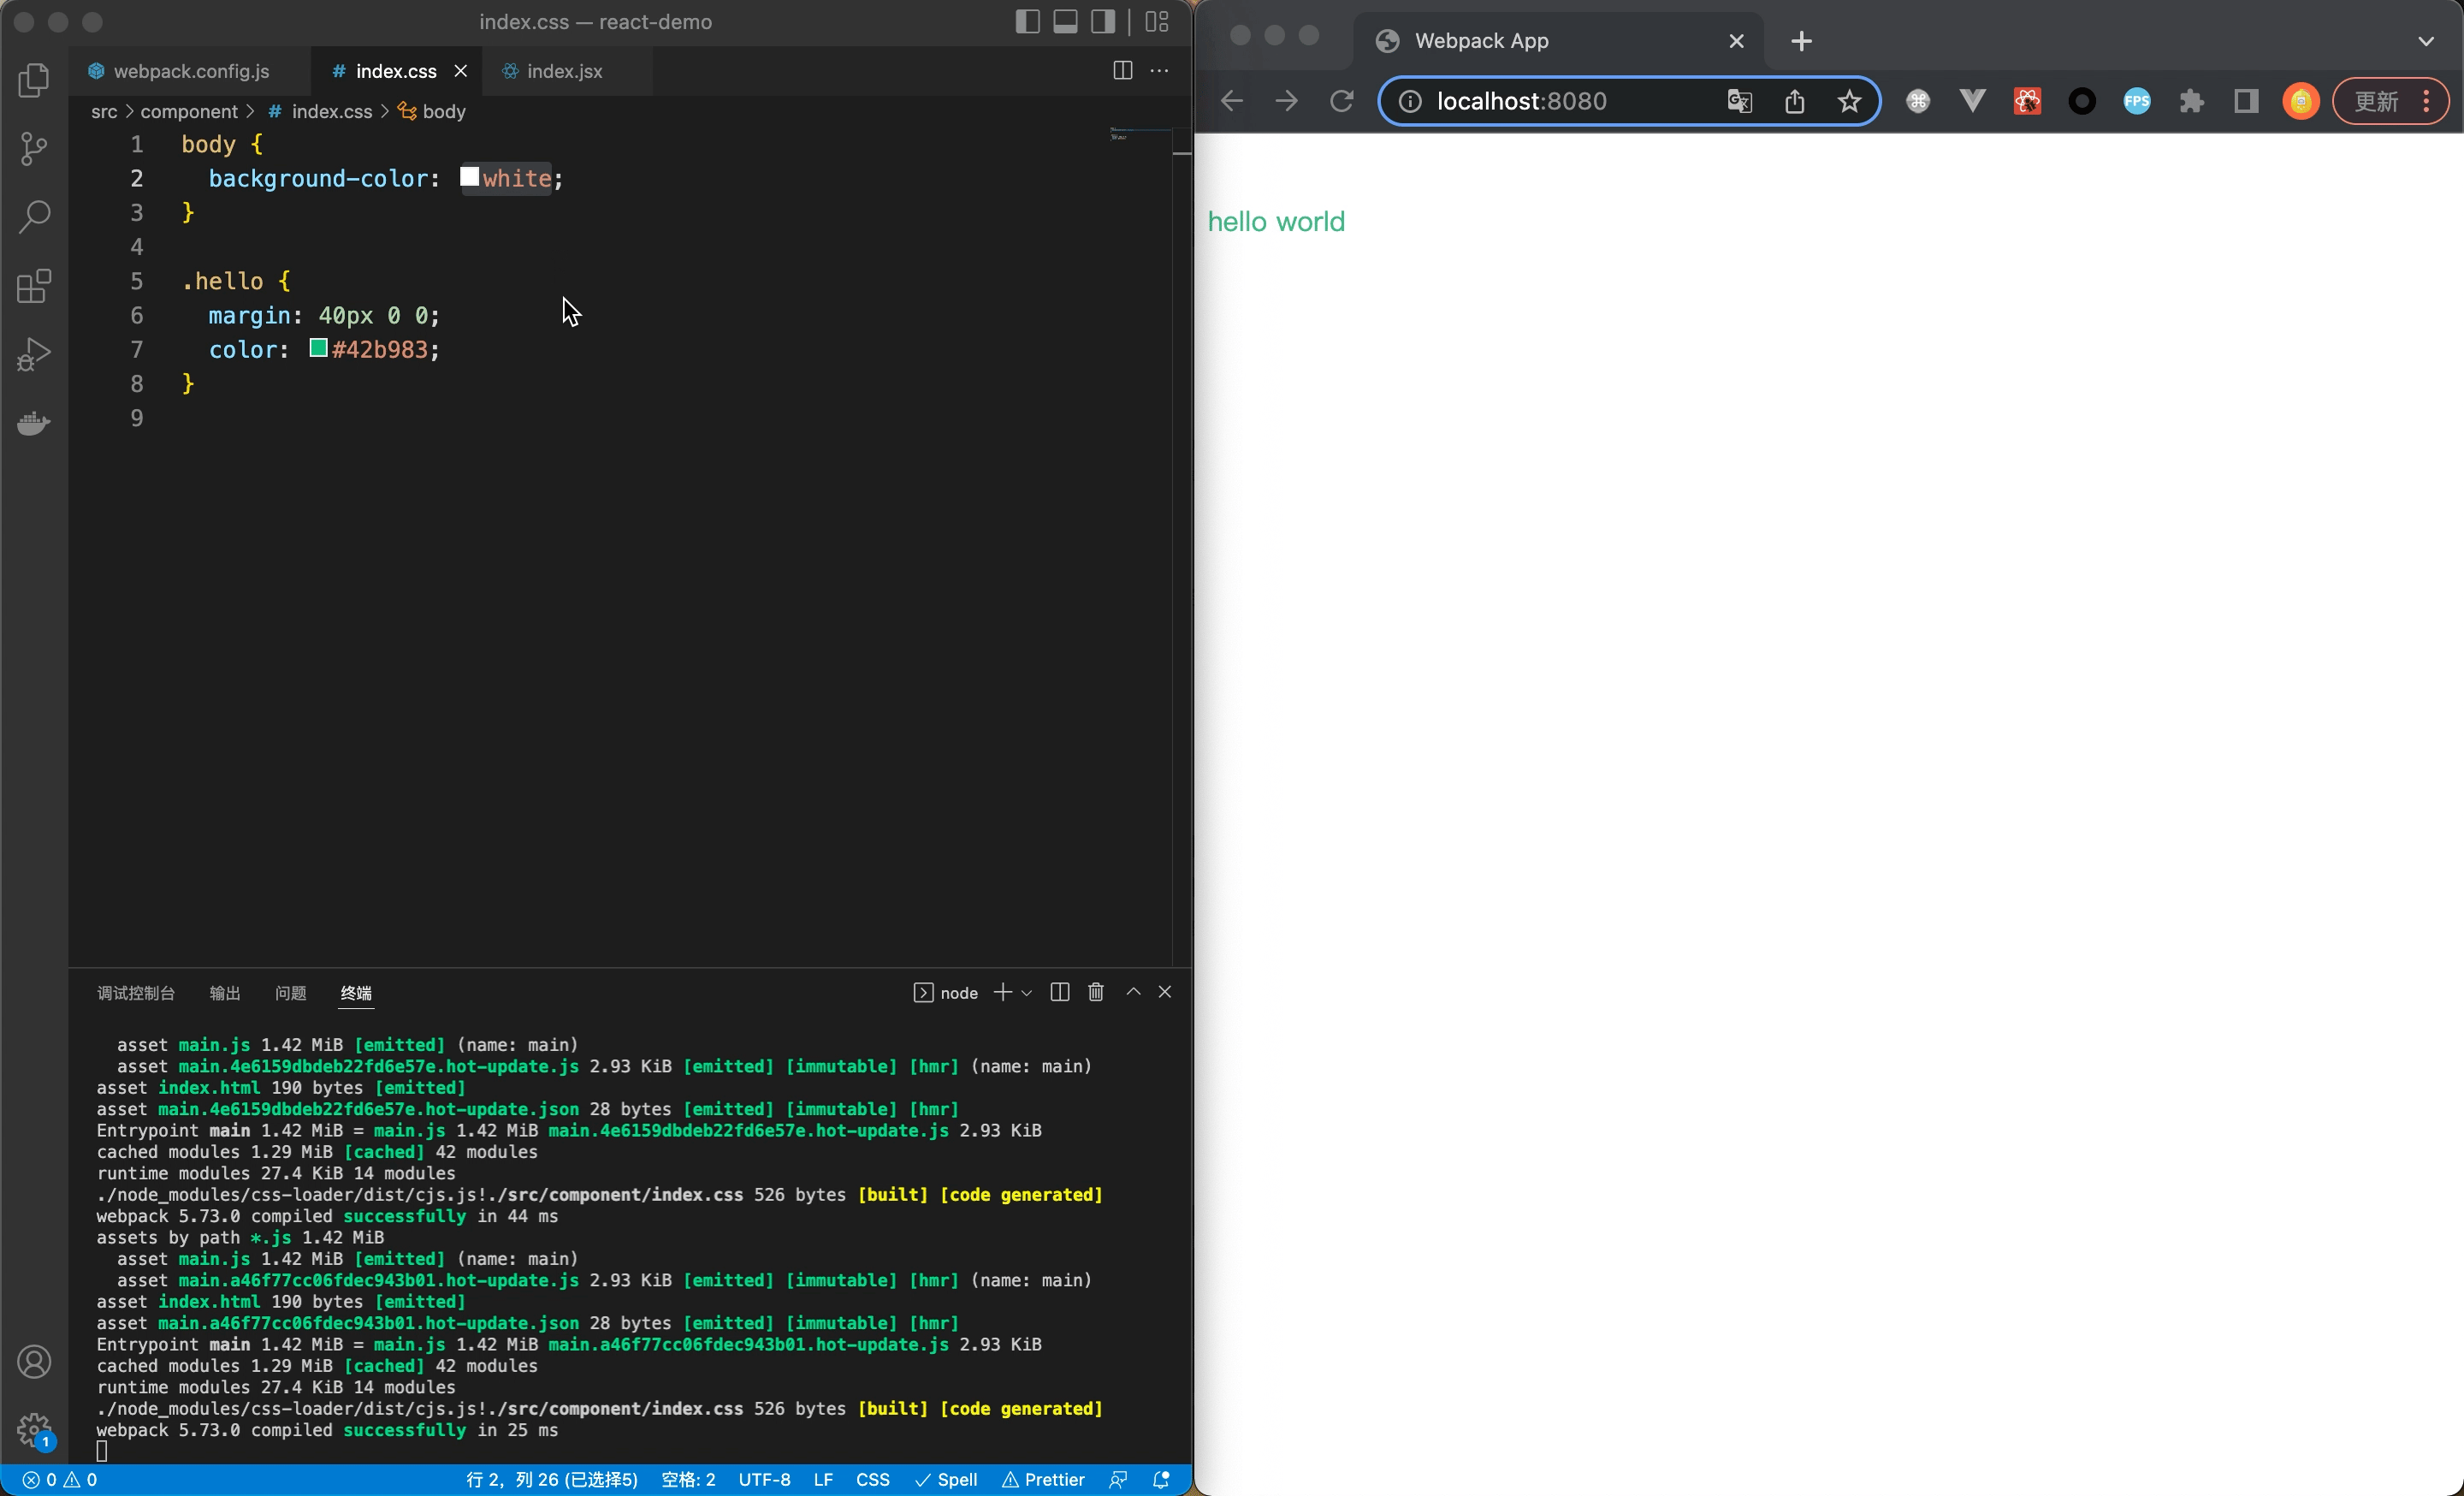 index.css — react-demo
webpack.config.js
# index.css
index.jsx
src > component > # index.css > body
1 body {
2   background-color: white;
3 }
4
5 .hello {
6   margin: 40px 0 0;
7   color: #42b983;
8 }
9
调试控制台 输出 问题 终端
node
  asset main.js 1.42 MiB [emitted] (name: main)
  asset main.4e6159dbdeb22fd6e57e.hot-update.js 2.93 KiB [emitted] [immutable] [hmr] (name: main)
asset index.html 190 bytes [emitted]
asset main.4e6159dbdeb22fd6e57e.hot-update.json 28 bytes [emitted] [immutable] [hmr]
Entrypoint main 1.42 MiB = main.js 1.42 MiB main.4e6159dbdeb22fd6e57e.hot-update.js 2.93 KiB
cached modules 1.29 MiB [cached] 42 modules
runtime modules 27.4 KiB 14 modules
./node_modules/css-loader/dist/cjs.js!./src/component/index.css 526 bytes [built] [code generated]
webpack 5.73.0 compiled successfully in 44 ms
assets by path *.js 1.42 MiB
  asset main.js 1.42 MiB [emitted] (name: main)
  asset main.a46f77cc06fdec943b01.hot-update.js 2.93 KiB [emitted] [immutable] [hmr] (name: main)
asset index.html 190 bytes [emitted]
asset main.a46f77cc06fdec943b01.hot-update.json 28 bytes [emitted] [immutable] [hmr]
Entrypoint main 1.42 MiB = main.js 1.42 MiB main.a46f77cc06fdec943b01.hot-update.js 2.93 KiB
cached modules 1.29 MiB [cached] 42 modules
runtime modules 27.4 KiB 14 modules
./node_modules/css-loader/dist/cjs.js!./src/component/index.css 526 bytes [built] [code generated]
webpack 5.73.0 compiled successfully in 25 ms
1
0 0 行 2，列 26 (已选择5) 空格: 2 UTF-8 LF CSS Spell Prettier
Webpack App
localhost:8080
FPS
更新
hello world